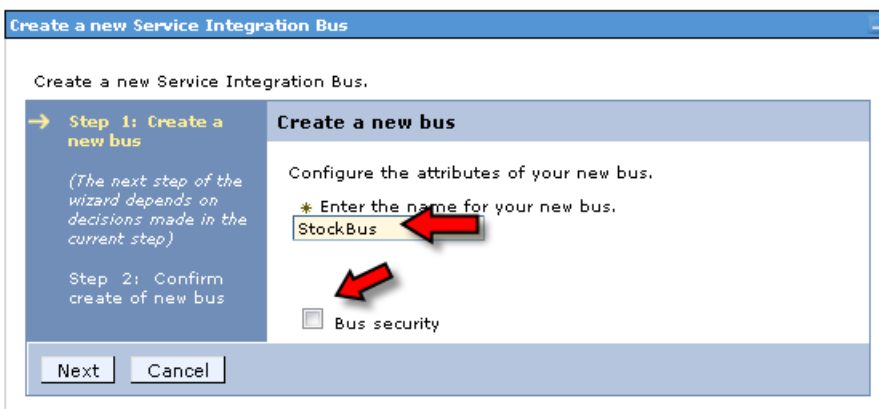 Create a new Service Integration Bus
Create a new Service Integration Bus.
Step 1: Create a
new bus
(The next step of the
wizard depends on
decisions made in the
current step)
Step 2: Confirm
create of new bus
Create a new bus
Configure the attributes of your new bus.
* Enter the name for your new bus.
StockBus
Bus security
Next
Cancel